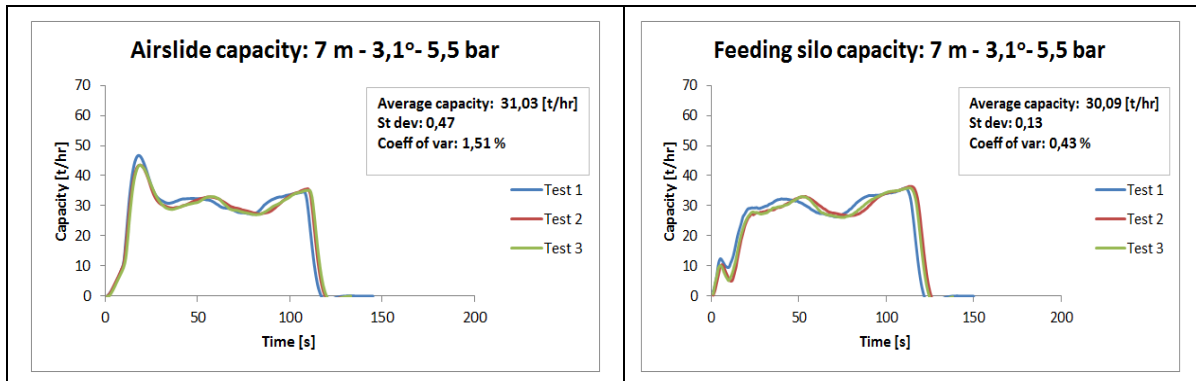 Airslide capacity: 7 m - 3,1º- 5,5 bar
70
60
50
40
30
20
10
0
Capacity [t/hr]
Average capacity: 31,03 [t/hr]
St dev: 0,47
Coeff of var: 1,51 %
Test 1
Test 2
Test 3
0 50 100 150 200
Time [s]
Feeding silo capacity: 7 m - 3,1º- 5,5 bar
70
60
50
40
30
20
10
0
Capacity [t/hr]
Average capacity: 30,09 [t/hr]
St dev: 0,13
Coeff of var: 0,43 %
Test 1
Test 2
Test 3
0 50 100 150 200
Time [s]